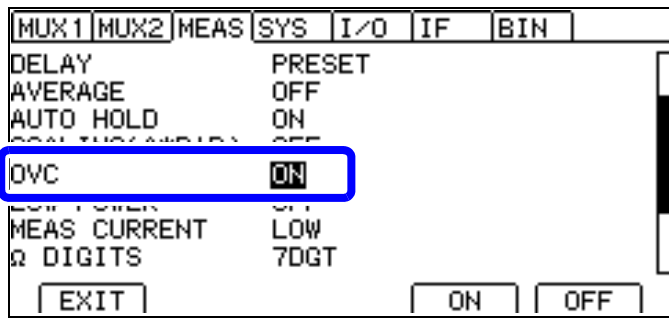 MUX1 MUX2 MEAS SYS I/O IF BIN
DELAY PRESET
AVERAGE OFF
AUTO HOLD ON
OVC ON
MEAS CURRENT LOW
Ω DIGITS 7DGT
EXIT ON OFF